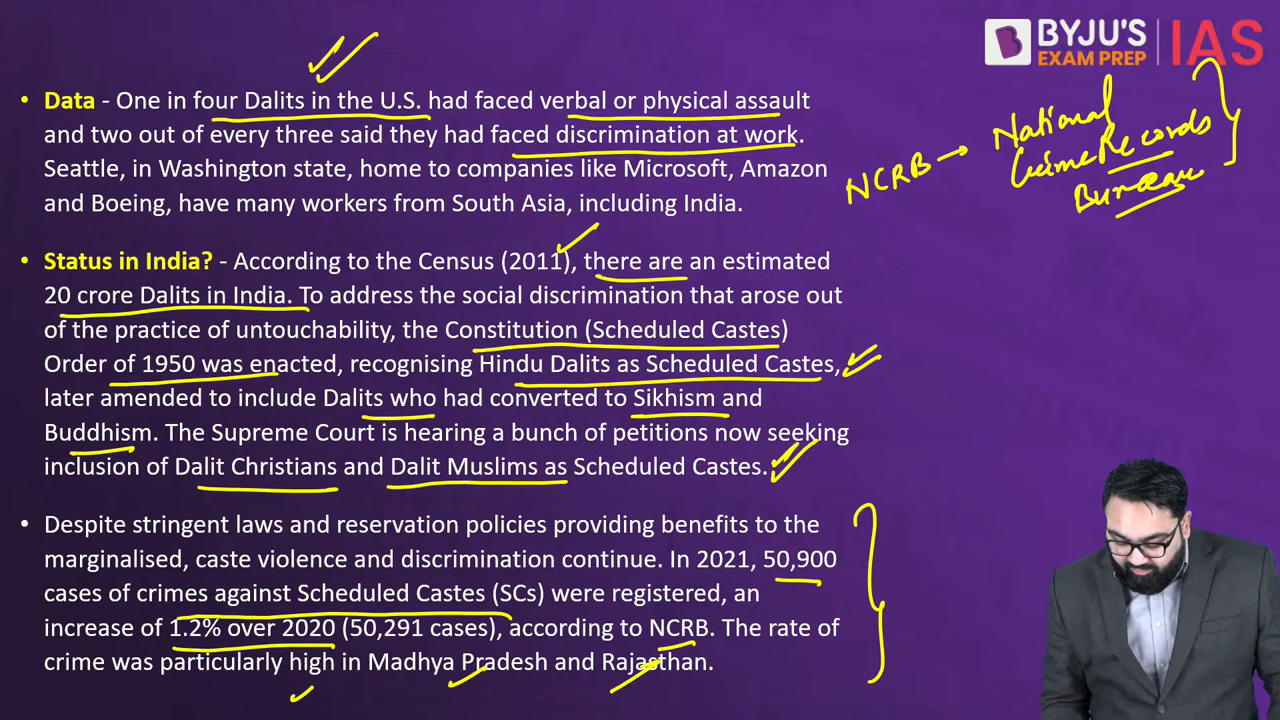 BYJU'S
EXAM PREP
IAS
• Data - One in four Dalits in the U.S. had faced verbal or physical assault
and two out of every three said they had faced discrimination at work.
Seattle, in Washington state, home to companies like Microsoft, Amazon
and Boeing, have many workers from South Asia, including India.
NCRB → National
Crime Records
Bureau
• Status in India? - According to the Census (2011), there are an estimated
20 crore Dalits in India. To address the social discrimination that arose out
of the practice of untouchability, the Constitution (Scheduled Castes)
Order of 1950 was enacted, recognising Hindu Dalits as Scheduled Castes,
later amended to include Dalits who had converted to Sikhism and
Buddhism. The Supreme Court is hearing a bunch of petitions now seeking
inclusion of Dalit Christians and Dalit Muslims as Scheduled Castes.
• Despite stringent laws and reservation policies providing benefits to the
marginalised, caste violence and discrimination continue. In 2021, 50,900
cases of crimes against Scheduled Castes (SCs) were registered, an
increase of 1.2% over 2020 (50,291 cases), according to NCRB. The rate of
crime was particularly high in Madhya Pradesh and Rajasthan.